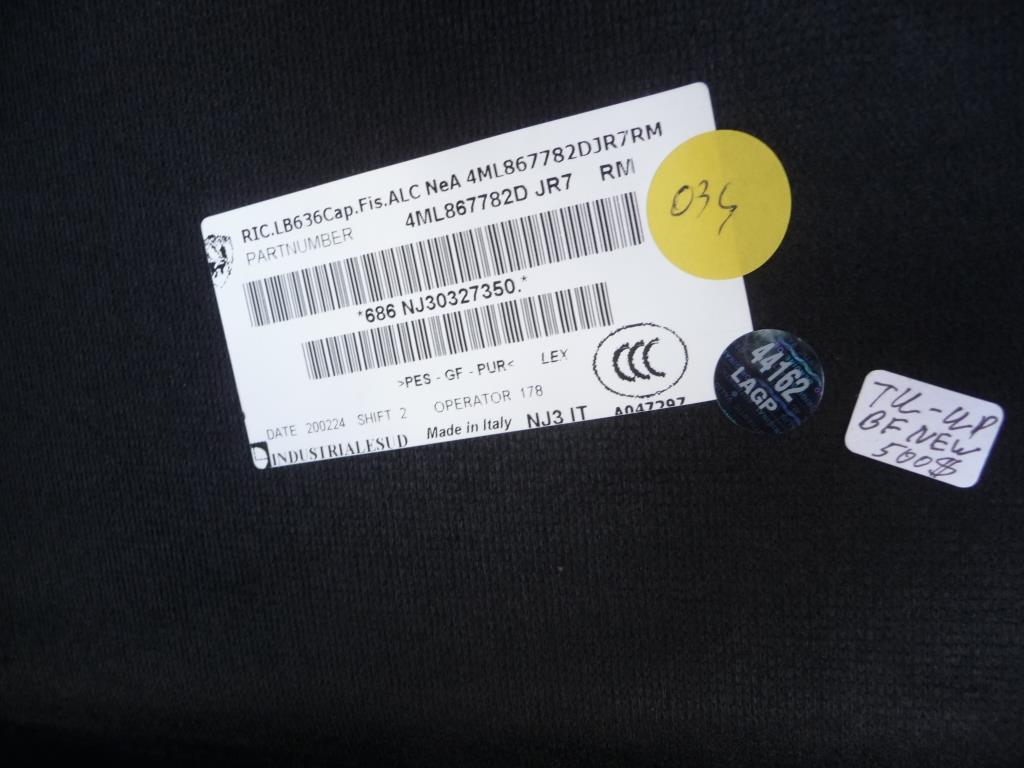 RIC.LB636Cap.Fis.ALC NeA 4ML867782DJR7RM
PARTNUMBER 4ML867782D JR7 RM
*686 NJ30327350.*
>PES - GF - PUR< LEX
CCC
DATE 200224 SHIFT 2 OPERATOR 178
INDUSTRIALESUD Made in Italy NJ3 IT A047297
034
44162
LAGP
TU-UP
BF NEW
500$